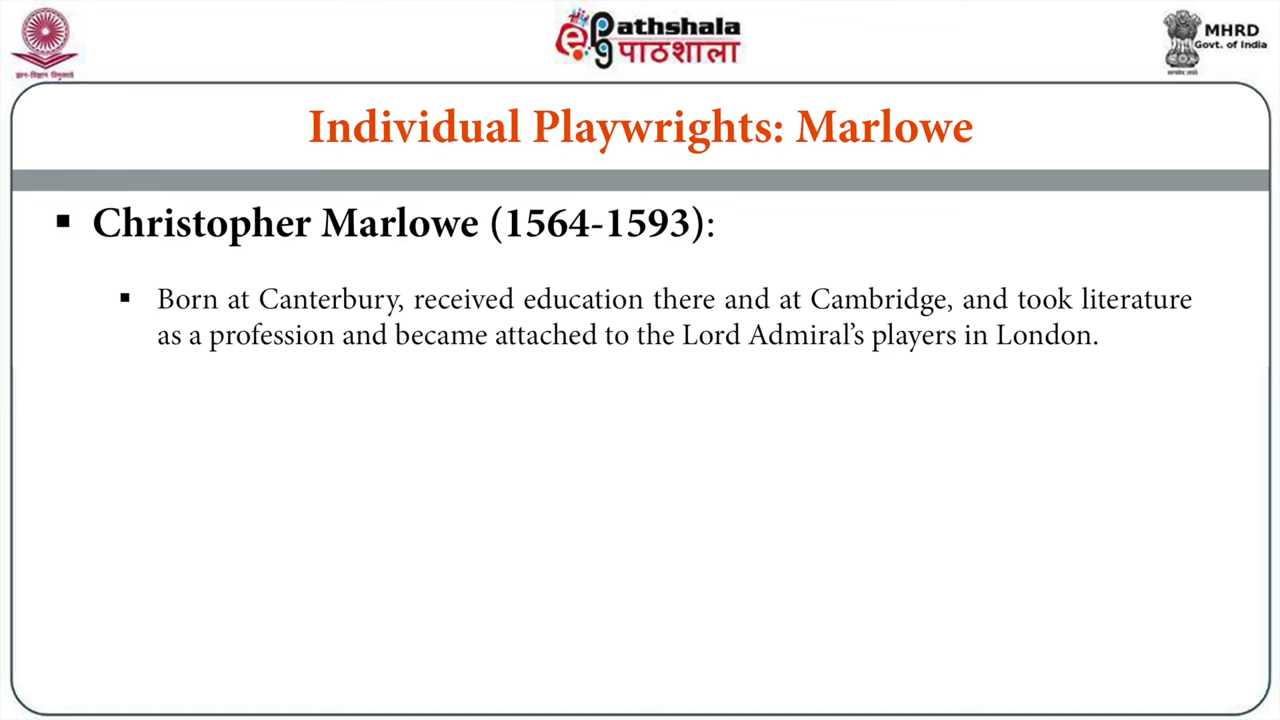 ePathshala
पाठशाला
MHRD
Govt. of India
Individual Playwrights: Marlowe
▪ Christopher Marlowe (1564-1593):
▪ Born at Canterbury, received education there and at Cambridge, and took literature
as a profession and became attached to the Lord Admiral’s players in London.